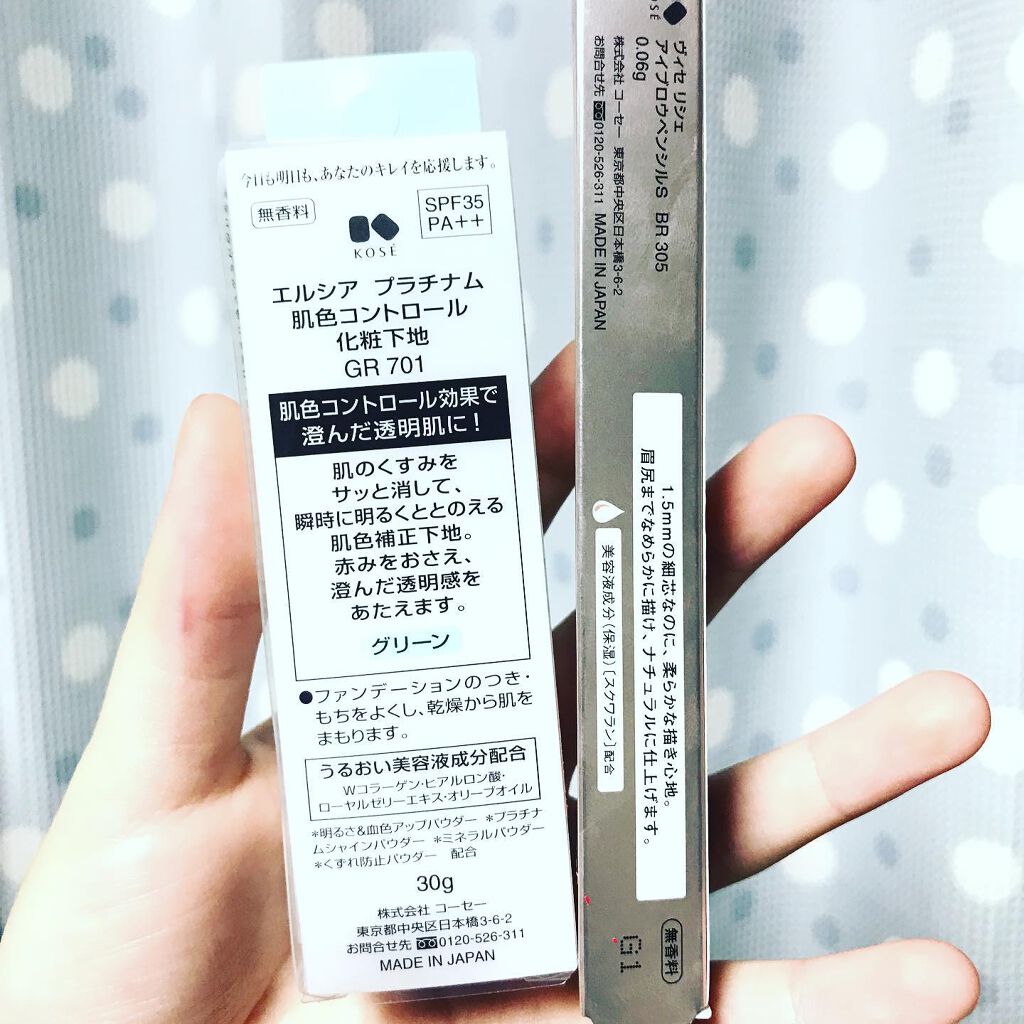 今日も明日も、あなたのキレイを応援します。
無香料
SPF35
PA++
KOSÉ
エルシア プラチナム
肌色コントロール
化粧下地
GR 701
肌色コントロール効果で
澄んだ透明肌に!
肌のくすみを
サッと消して、
瞬時に明るくととのえる
肌色補正下地。
赤みをおさえ、
澄んだ透明感を
あたえます。
グリーン
●ファンデーションのつき・
もちをよくし、乾燥から肌を
まもります。
うるおい美容液成分配合
Wコラーゲン・ヒアルロン酸・
ローヤルゼリーエキス・オリーブオイル
*明るさ&血色アップパウダー *プラチナ
ムシャインパウダー *ミネラルパウダー
*くずれ防止パウダー 配合
30g
株式会社 コーセー
東京都中央区日本橋3-6-2
お問合せ先 0120-526-311
MADE IN JAPAN
KOSÉ
ヴィセ リシェ
アイブロウペンシルS BR 305
0.06g
株式会社 コーセー 東京都中央区日本橋3-6-2
お問合せ先 0120-526-311 MADE IN JAPAN
1.5mmの細芯なのに、柔らかな描き心地。
眉尻までなめらかに描け、ナチュラルに仕上げます。
美容液成分(保湿)[スクワラン]配合
無香料
G1